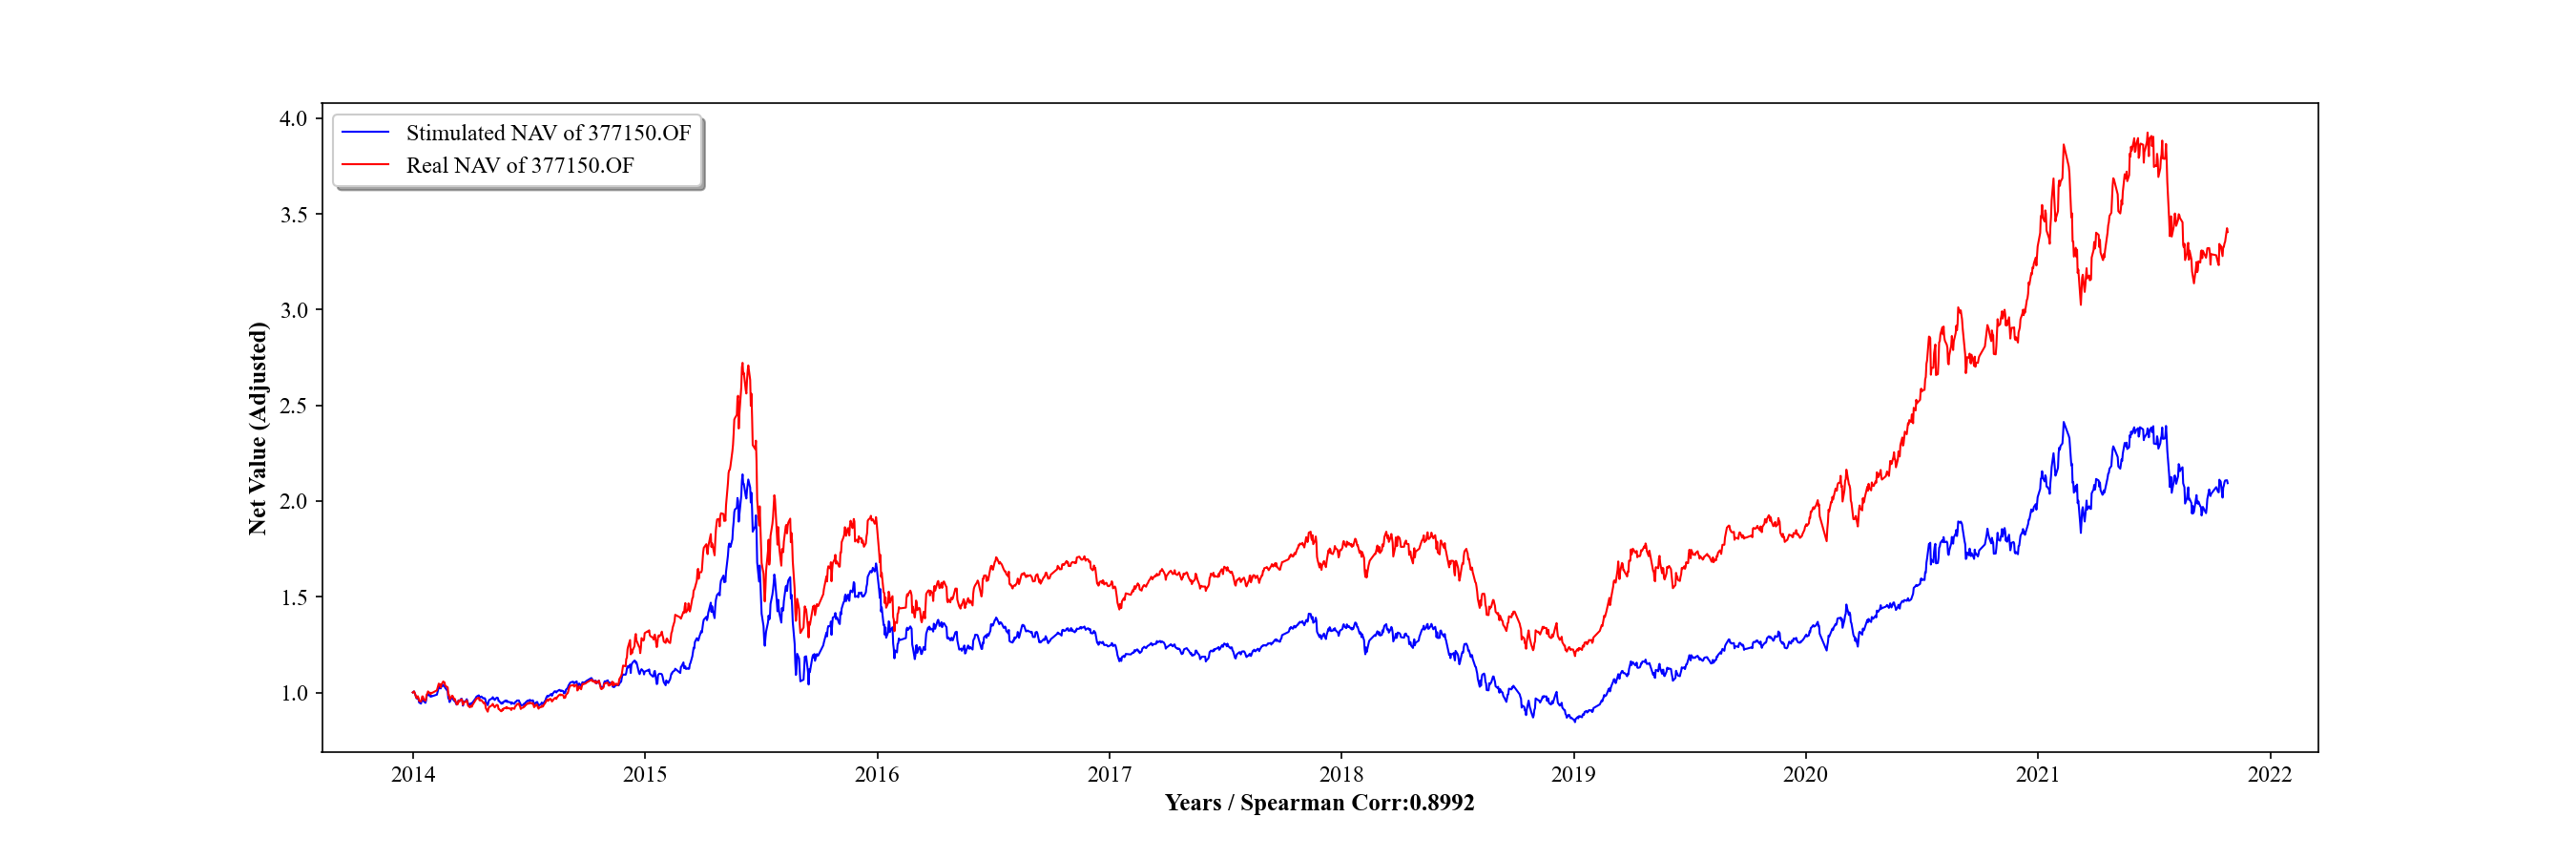 Stimulated NAV of 377150.OF
Real NAV of 377150.OF
4.0
3.5
3.0
2.5
2.0
1.5
1.0
Net Value (Adjusted)
2014 2015 2016 2017 2018 2019 2020 2021 2022
Years / Spearman Corr:0.8992